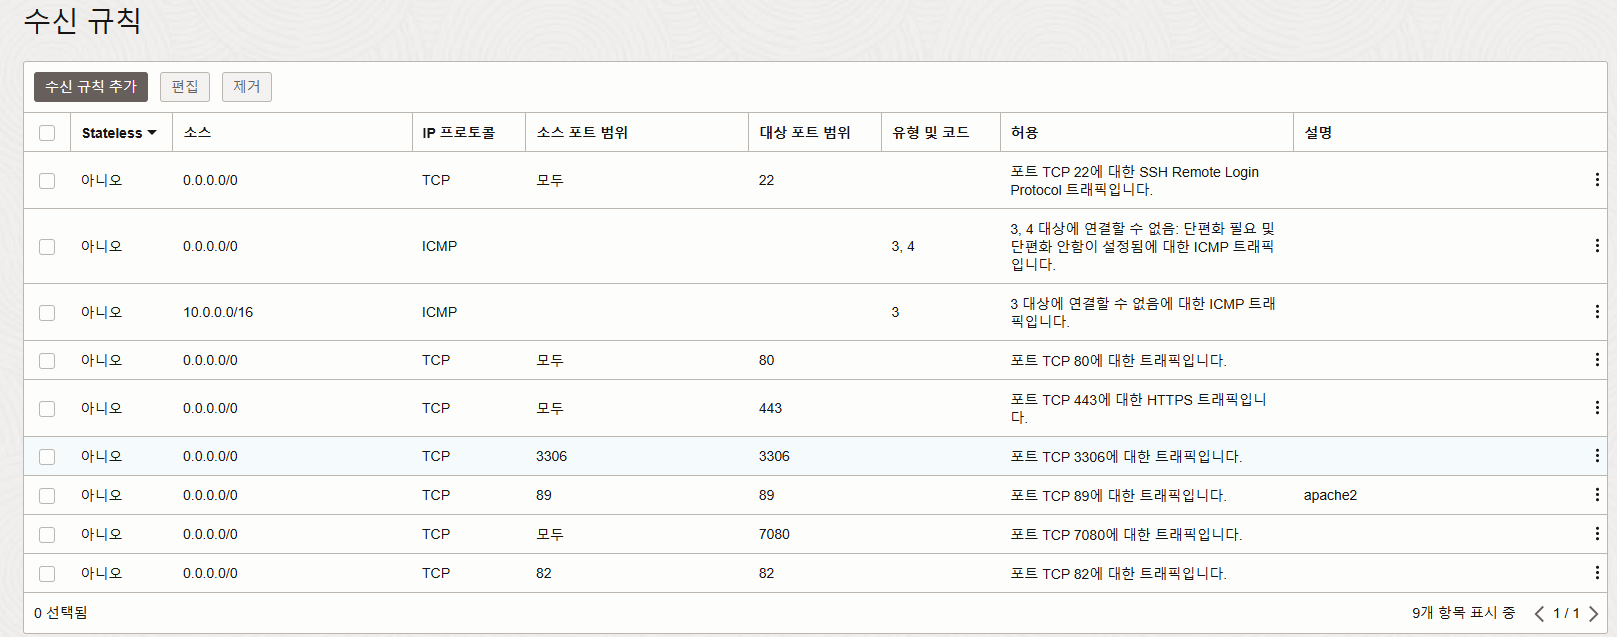 수신 규칙
수신 규칙 추가 편집 제거
Stateless 소스 IP 프로토콜 소스 포트 범위 대상 포트 범위 유형 및 코드 허용 설명
아니오 0.0.0.0/0 TCP 모두 22 포트 TCP 22에 대한 SSH Remote Login
Protocol 트래픽입니다.
아니오 0.0.0.0/0 ICMP 3, 4 3, 4 대상에 연결할 수 없음: 단편화 필요 및
단편화 안함이 설정됨에 대한 ICMP 트래픽
입니다.
아니오 10.0.0.0/16 ICMP 3 3 대상에 연결할 수 없음에 대한 ICMP 트래
픽입니다.
아니오 0.0.0.0/0 TCP 모두 80 포트 TCP 80에 대한 트래픽입니다.
아니오 0.0.0.0/0 TCP 모두 443 포트 TCP 443에 대한 HTTPS 트래픽입니
다.
아니오 0.0.0.0/0 TCP 3306 3306 포트 TCP 3306에 대한 트래픽입니다.
아니오 0.0.0.0/0 TCP 89 89 포트 TCP 89에 대한 트래픽입니다. apache2
아니오 0.0.0.0/0 TCP 모두 7080 포트 TCP 7080에 대한 트래픽입니다.
아니오 0.0.0.0/0 TCP 82 82 포트 TCP 82에 대한 트래픽입니다.
0 선택됨 9개 항목 표시 중 1 / 1